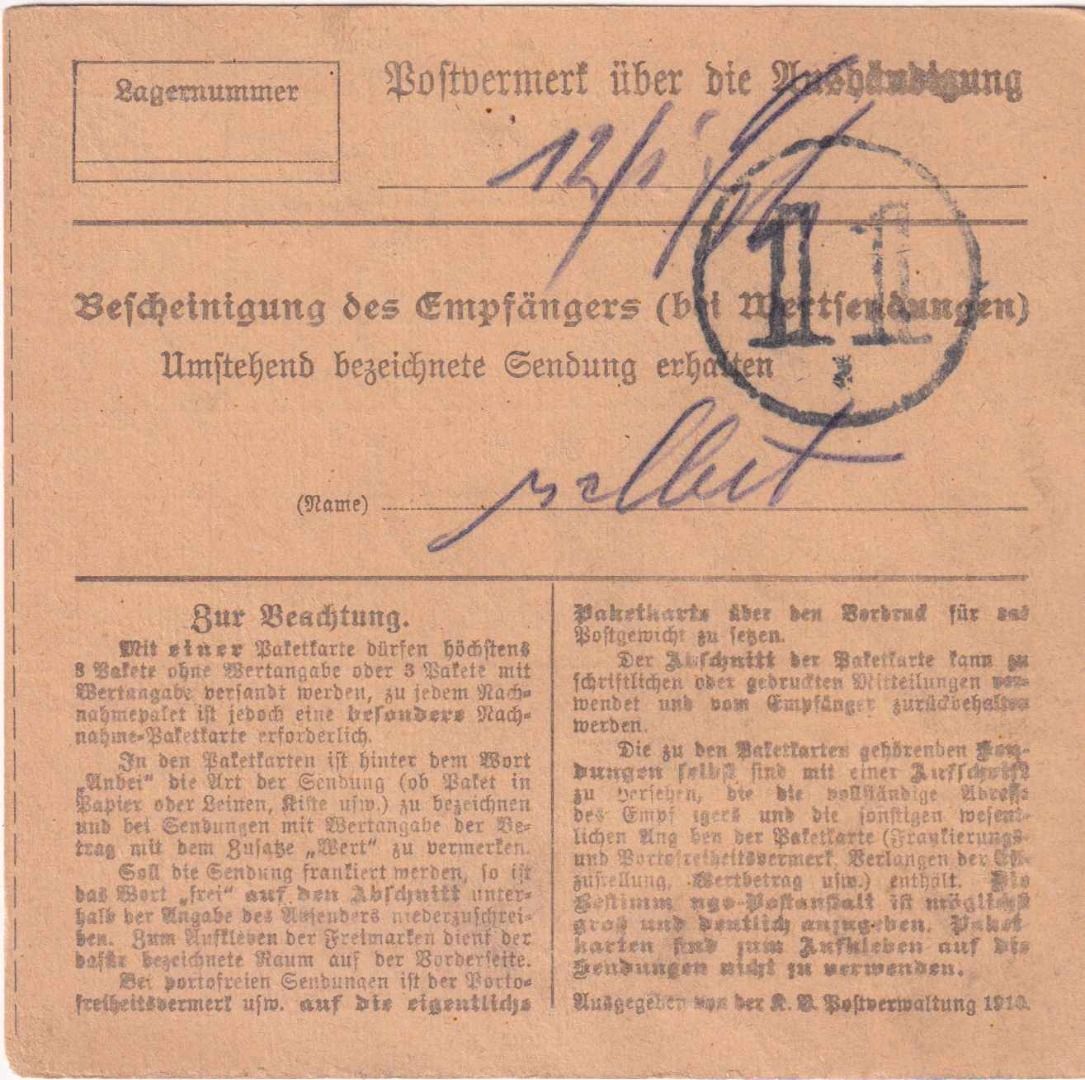 Lagernummer
Postvermerk über die Aushändigung
12/1
11
Bescheinigung des Empfängers (bei Wertsendungen)
Umstehend bezeichnete Sendung erhalten
(Name)
Zur Beachtung.
Mit einer Paketkarte dürfen höchstens
3 Pakete ohne Wertangabe oder 3 Pakete mit
Wertangabe versandt werden, zu jedem Nach-
nahmepaket ist jedoch eine besondere Nach-
nahme-Paketkarte erforderlich.
In den Paketkarten ist hinter dem Wort
„Anbei“ die Art der Sendung (ob Paket in
Papier oder Leinen, Kiste usw.) zu bezeichnen
und bei Sendungen mit Wertangabe der Be-
trag mit dem Zusatze „Wert“ zu vermerken.
Soll die Sendung frankiert werden, so ist
das Wort „frei“ auf den Abschnitt unter-
halb der Angabe des Absenders niederzuschrei-
ben. Zum Aufkleben der Freimarken dient der
dafür bezeichnete Raum auf der Vorderseite.
Bei portofreien Sendungen ist der Porto-
freiheitsvermerk usw. auf die eigentliche
Paketkarte über den Vordruck für das
Postgewicht zu setzen.
Der Abschnitt der Paketkarte kann zu
schriftlichen oder gedruckten Mitteilungen ver-
wendet und vom Empfänger zurückbehalten
werden.
Die zu den Paketkarten gehörenden Sen-
dungen selbst sind mit einer Aufschrift
zu versehen, die die vollständige Adresse
des Empf igers und die sonstigen wesent-
lichen Ang ben der Paketkarte (Frankierungs-
und Portofreiheitsvermerk, Verlangen der Eil-
zustellung, Wertbetrag usw.) enthält. Die
Bestimm ngs-Postanstalt ist möglichst
groß und deutlich anzugeben. Paket
karten sind zum Aufkleben auf die
Sendungen nicht zu verwenden.
Ausgegeben von der K. B. Postverwaltung 1910.